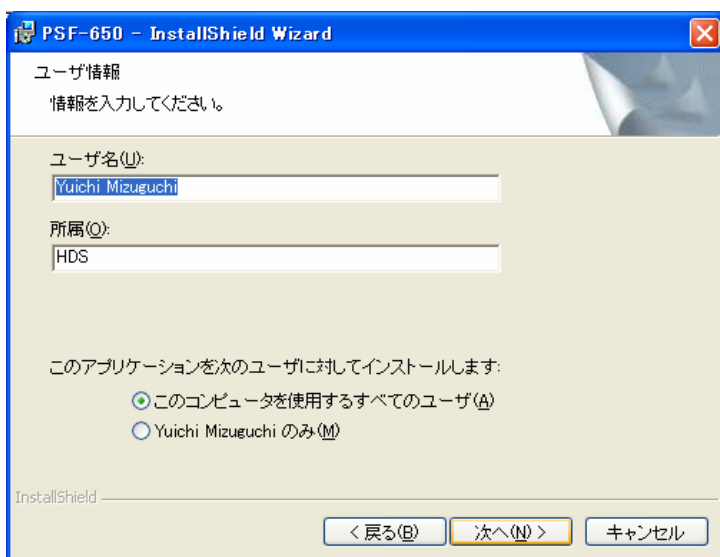 PSF-650 - InstallShield Wizard
ユーザ情報
情報を入力してください。
ユーザ名(U):
Yuichi Mizuguchi
所属(O):
HDS
このアプリケーションを次のユーザに対してインストールします:
このコンピュータを使用するすべてのユーザ(A)
Yuichi Mizuguchi のみ(M)
InstallShield
< 戻る(B) 次へ(N) > キャンセル